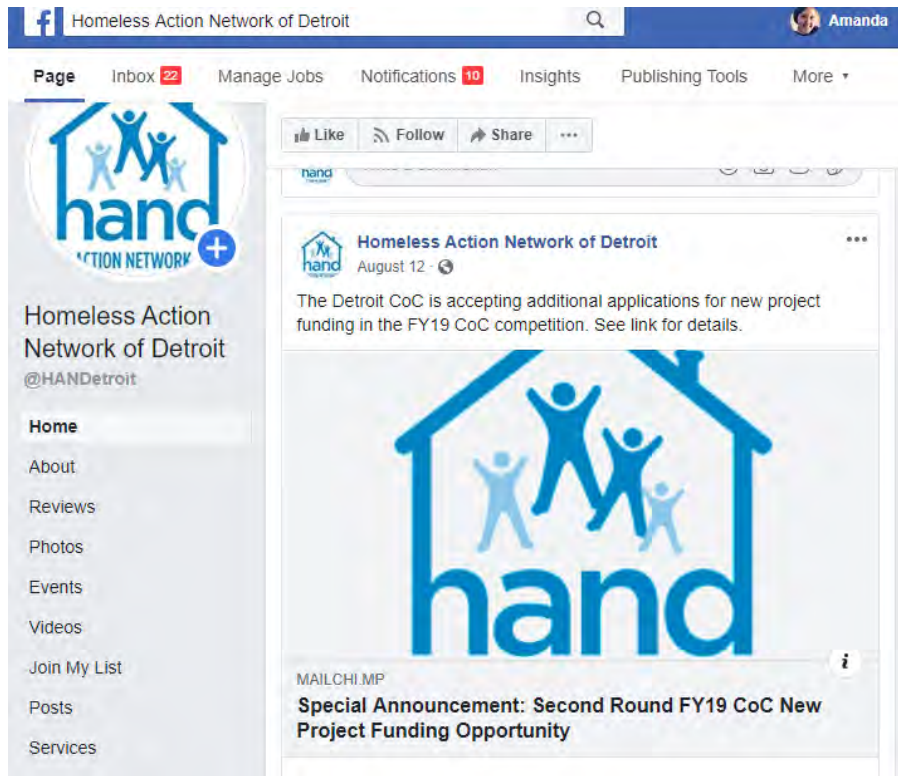 Homeless Action Network of Detroit
Amanda
Page Inbox 22 Manage Jobs Notifications 10 Insights Publishing Tools More
Like Follow Share ...
hand
hand
ACTION NETWORK
Homeless Action
Network of Detroit
@HANDetroit
Home
About
Reviews
Photos
Events
Videos
Join My List
Posts
Services
hand
Homeless Action Network of Detroit
August 12 ·
The Detroit CoC is accepting additional applications for new project
funding in the FY19 CoC competition. See link for details.
hand
MAILCHI.MP
Special Announcement: Second Round FY19 CoC New
Project Funding Opportunity